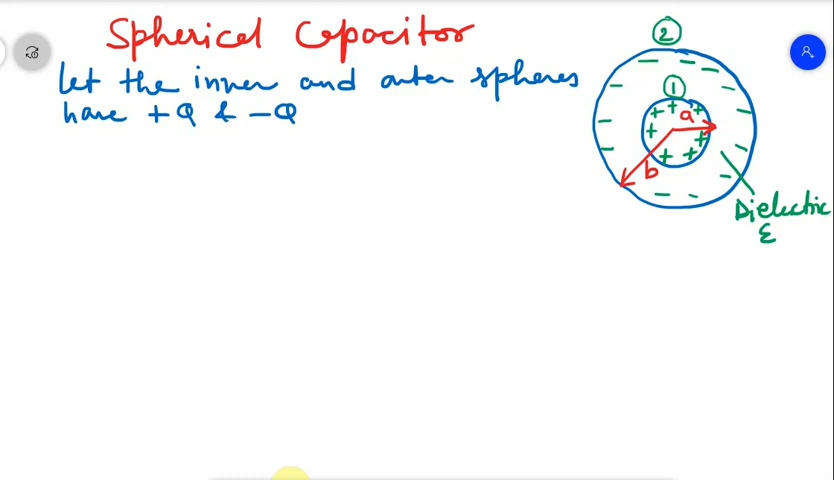 Spherical Capacitor
Let the inner and outer spheres
have +Q & -Q
2
1
a
b
Dielectric
ε